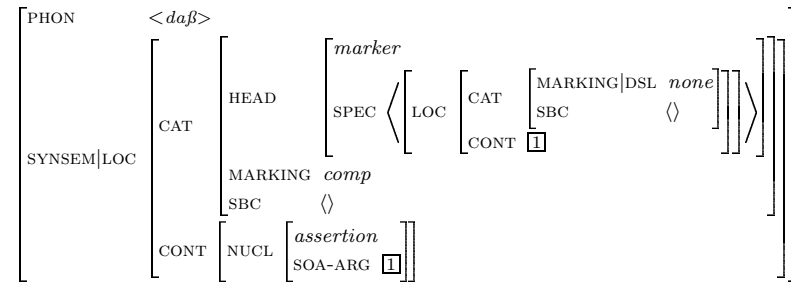 PHON <daß>
marker
MARKING|DSL none
HEAD
CAT
SPEC ⟨ LOC
SBC ⟨⟩ ⟩
CAT
CONT 1
SYNSEM|LOC
MARKING comp
SBC ⟨⟩
assertion
CONT NUCL
SOA-ARG 1